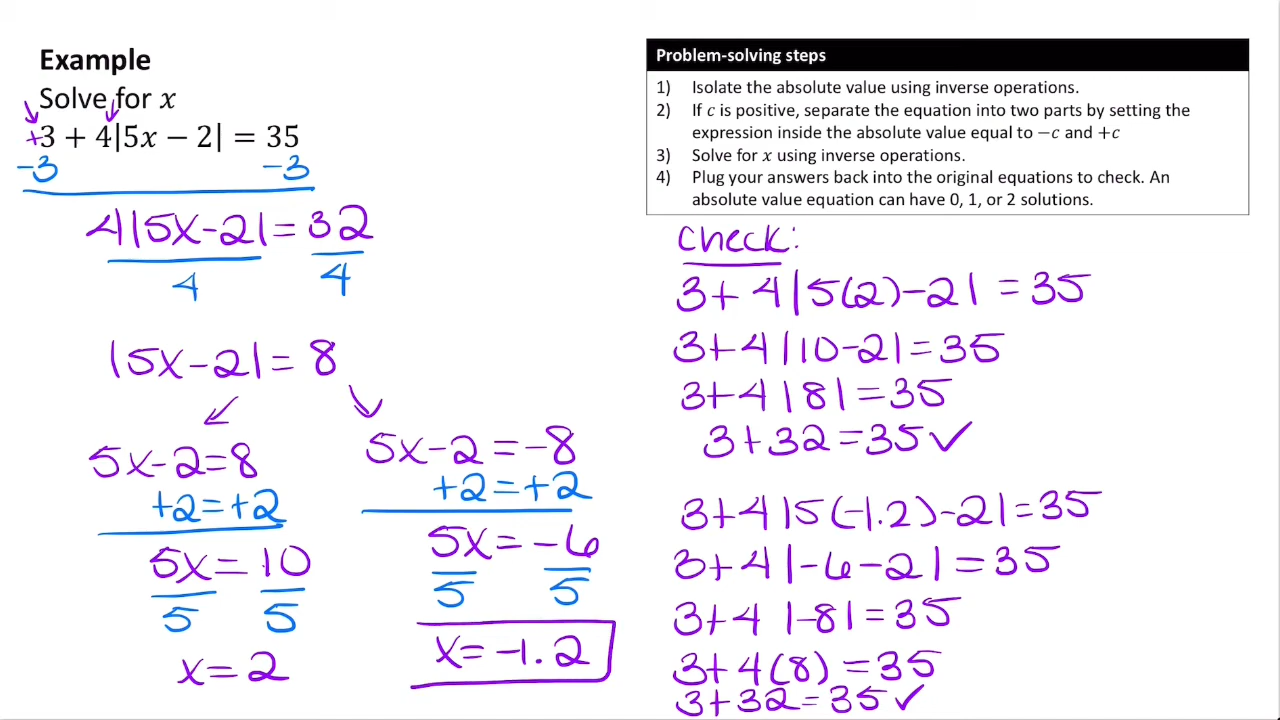 Example
Solve for x
+3 + 4|5x − 2| = 35
−3 −3
4|5x−2| = 32
4 4
|5x−2| = 8
5x−2=8
+2=+2
5x = 10
5 5
x=2
5x−2=−8
+2=+2
5x=−6
5 5
x=−1.2
Problem-solving steps
1) Isolate the absolute value using inverse operations.
2) If c is positive, separate the equation into two parts by setting the
expression inside the absolute value equal to −c and +c
3) Solve for x using inverse operations.
4) Plug your answers back into the original equations to check. An
absolute value equation can have 0, 1, or 2 solutions.
Check:
3+4|5(2)−2| =35
3+4|10−2|=35
3+4|8|=35
3+32=35✓
3+4|5(−1.2)−2|=35
3+4|−6−2|=35
3+4|−8|=35
3+4(8)=35
3+32=35✓